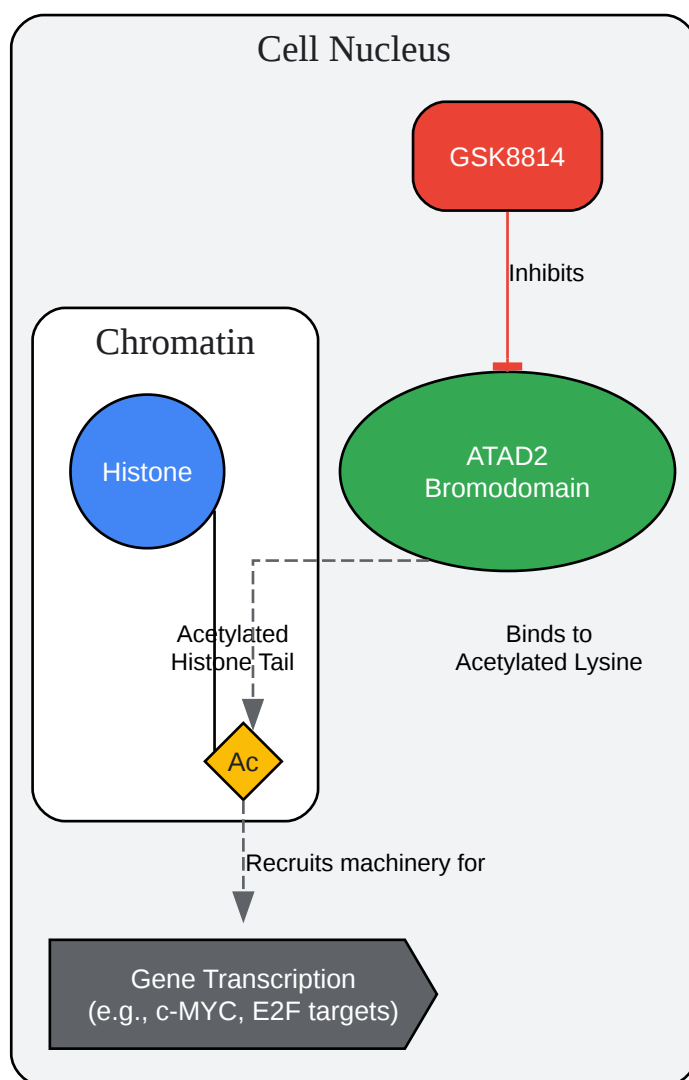 Cell Nucleus
GSK8814
Inhibits
Chromatin
Histone
ATAD2
Bromodomain
Acetylated
Histone Tail
Binds to
Acetylated Lysine
Ac
Recruits machinery for
Gene Transcription
(e.g., c-MYC, E2F targets)